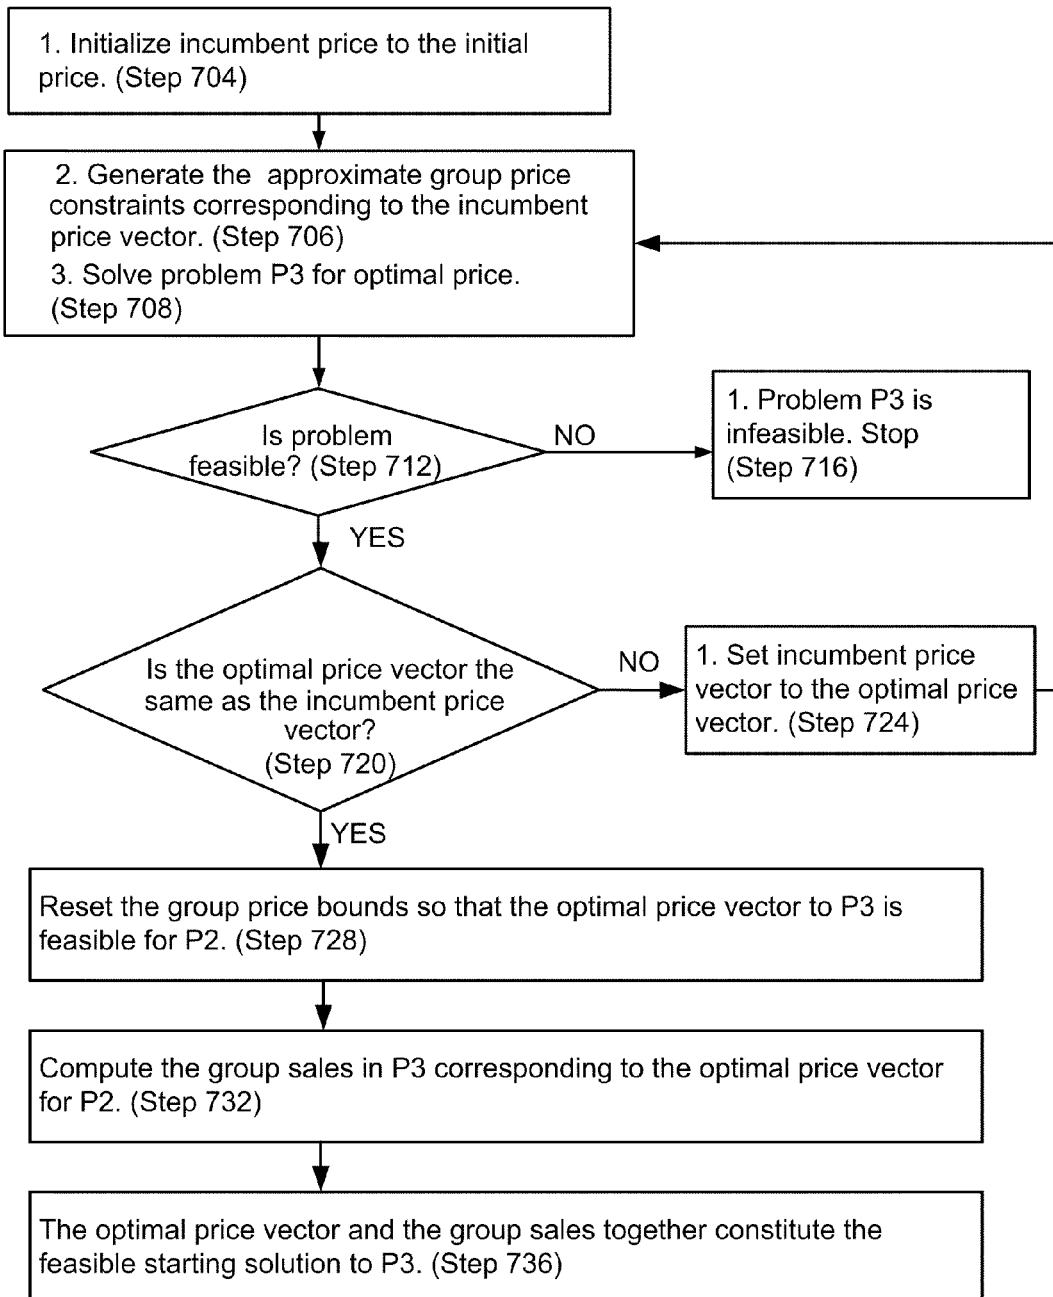 1. Initialize incumbent price to the initial
price. (Step 704)
2. Generate the approximate group price
constraints corresponding to the incumbent
price vector. (Step 706)
3. Solve problem P3 for optimal price.
(Step 708)
Is problem
feasible? (Step 712)
NO
1. Problem P3 is
infeasible. Stop
(Step 716)
YES
Is the optimal price vector the
same as the incumbent price
vector?
(Step 720)
NO
1. Set incumbent price
vector to the optimal price
vector. (Step 724)
YES
Reset the group price bounds so that the optimal price vector to P3 is
feasible for P2. (Step 728)
Compute the group sales in P3 corresponding to the optimal price vector
for P2. (Step 732)
The optimal price vector and the group sales together constitute the
feasible starting solution to P3. (Step 736)